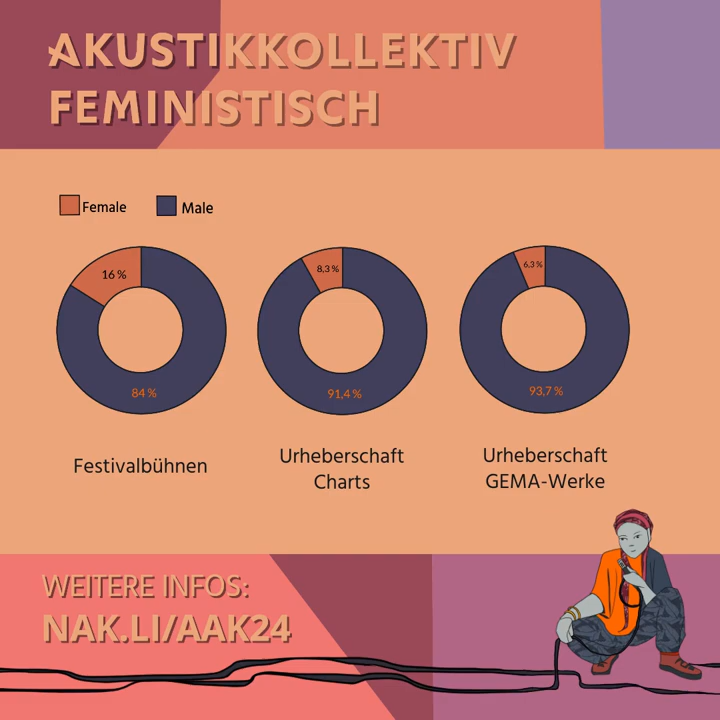 AKUSTIKKOLLEKTIV
FEMINISTISCH
Female
Male
16 %
84 %
8,3 %
91,4 %
6,3 %
93,7 %
Festivalbühnen
Urheberschaft
Charts
Urheberschaft
GEMA-Werke
WEITERE INFOS:
NAK.LI/AAK24